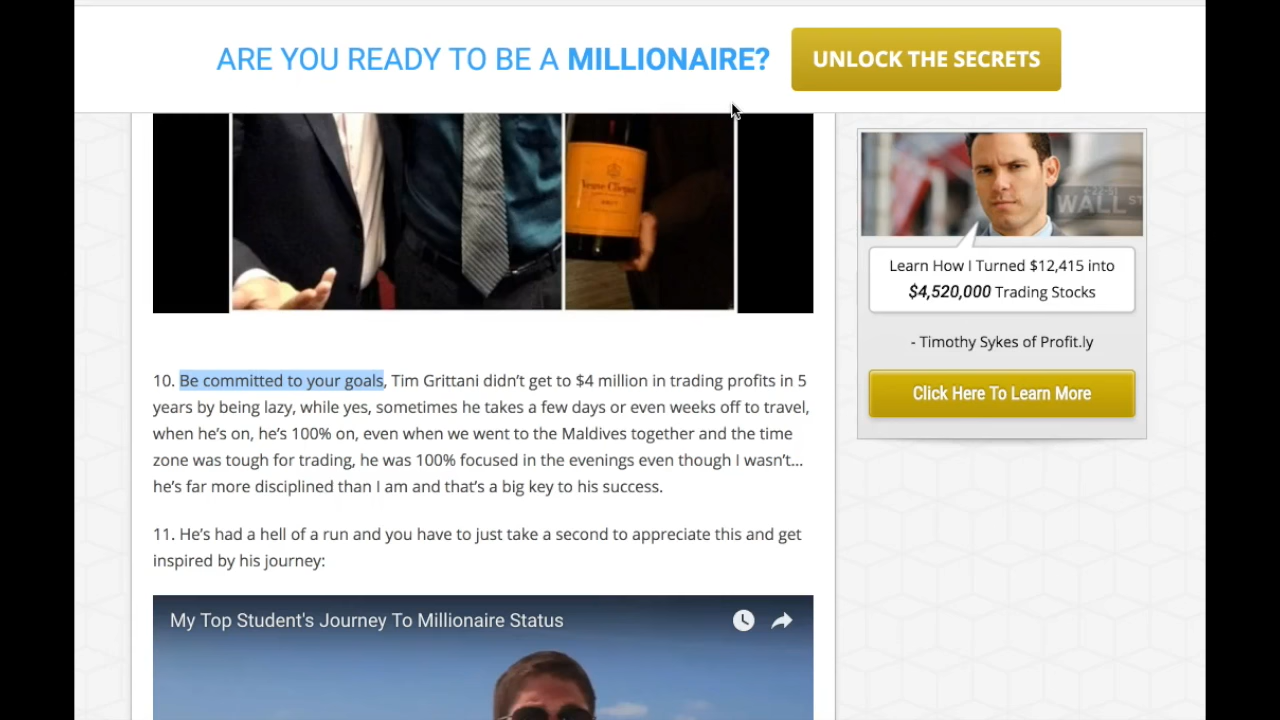 ARE YOU READY TO BE A MILLIONAIRE?
UNLOCK THE SECRETS
Veuve Clicquot
WALL ST
Learn How I Turned $12,415 into
$4,520,000 Trading Stocks
- Timothy Sykes of Profit.ly
Click Here To Learn More
10. Be committed to your goals, Tim Grittani didn’t get to $4 million in trading profits in 5
years by being lazy, while yes, sometimes he takes a few days or even weeks off to travel,
when he’s on, he’s 100% on, even when we went to the Maldives together and the time
zone was tough for trading, he was 100% focused in the evenings even though I wasn’t…
he’s far more disciplined than I am and that’s a big key to his success.
11. He’s had a hell of a run and you have to just take a second to appreciate this and get
inspired by his journey:
My Top Student's Journey To Millionaire Status